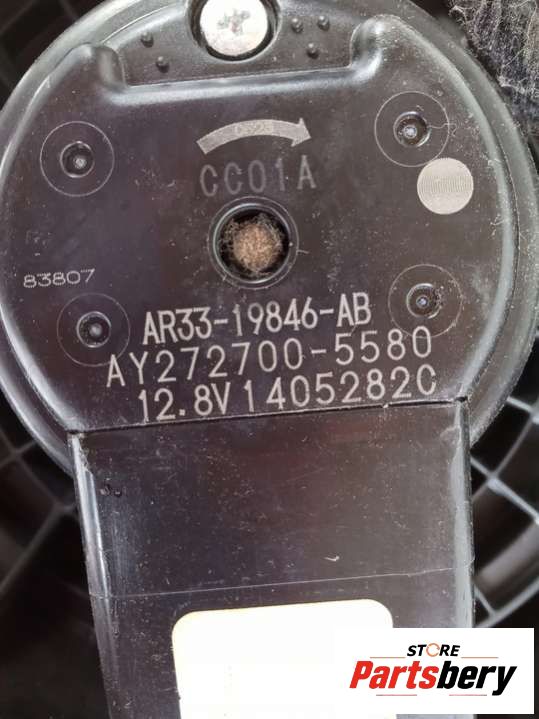 CC01A
83807
AR33-19846-AB
AY272700-5580
12.8V1405282C
STORE
Partsbery